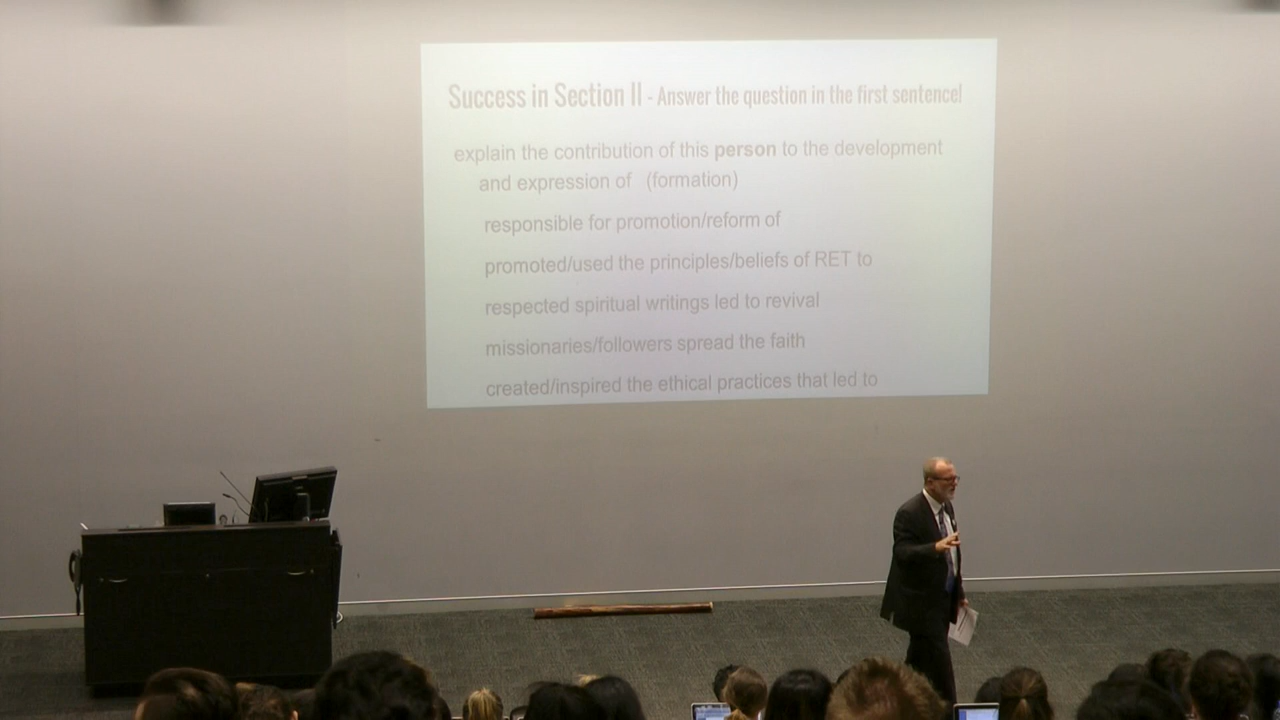 Success in Section II - Answer the question in the first sentence!
explain the contribution of this person to the development
and expression of (formation)
responsible for promotion/reform of
promoted/used the principles/beliefs of RET to
respected spiritual writings led to revival
missionaries/followers spread the faith
created/inspired the ethical practices that led to